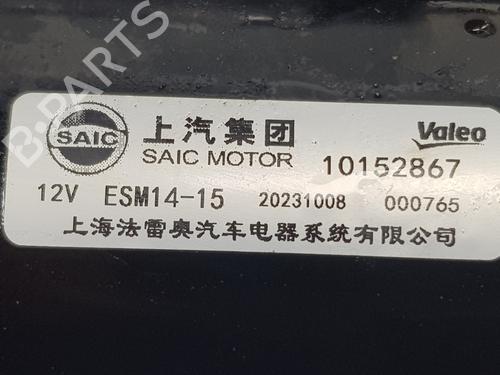 B-PARTS
SAIC 上汽集团 Valeo
SAIC MOTOR 10152867
12V ESM14-15 20231008 000765
上海法雷奥汽车电器系统有限公司